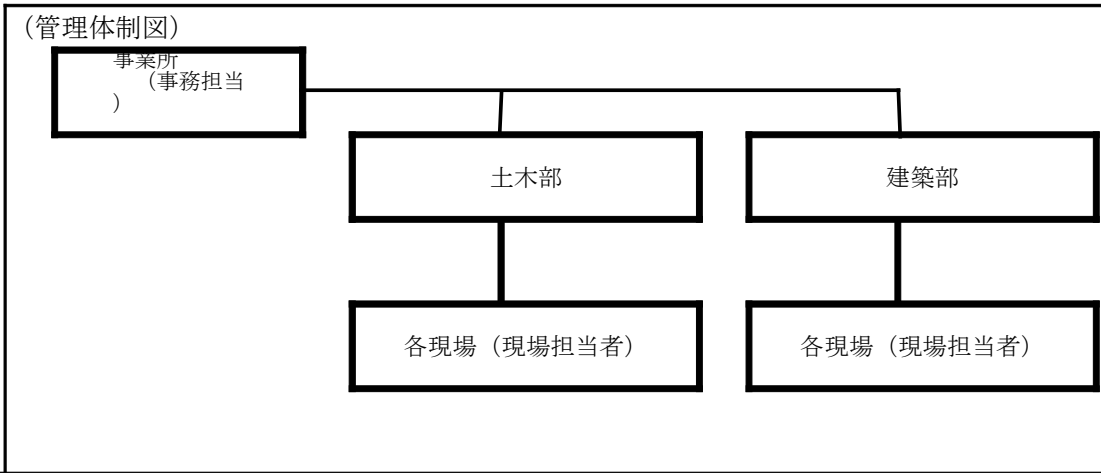 （管理体制図）
事業所
（事務担当
）
土木部
建築部
各現場（現場担当者）
各現場（現場担当者）